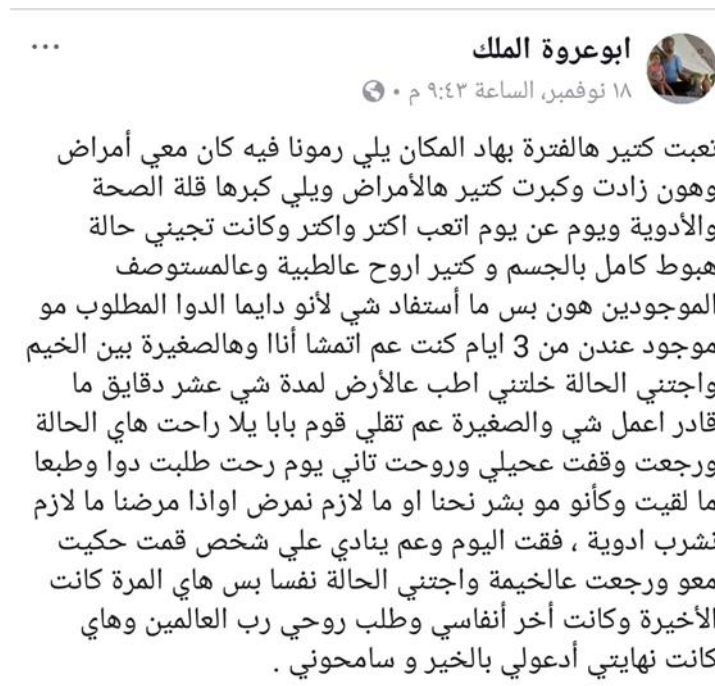 ابوعروة الملك
١٨ نوفمبر، الساعة ٩:٤٣ م •
تعبت كتير هالفترة بهاد المكان يلي رمونا فيه كان معي أمراض
وهون زادت وكبرت كتير هالأمراض ويلي كبرها قلة الصحة
والأدوية ويوم عن يوم اتعب اكتر واكتر وكانت تجيني حالة
هبوط كامل بالجسم و كتير اروح عالطبية وعالمستوصف
الموجودين هون بس ما أستفاد شي لأنو دايما الدوا المطلوب مو
موجود عندن من 3 ايام كنت عم اتمشا أناا وهالصغيرة بين الخيم
واجتني الحالة خلتني اطب عالأرض لمدة شي عشر دقايق ما
قادر اعمل شي والصغيرة عم تقلي قوم بابا يلا راحت هاي الحالة
ورجعت وقفت عحيلي وروحت تاني يوم رحت طلبت دوا وطبعا
ما لقيت وكأنو مو بشر نحنا او ما لازم نمرض اواذا مرضنا ما لازم
نشرب ادوية ، فقت اليوم وعم ينادي علي شخص قمت حكيت
معو ورجعت عالخيمة واجتني الحالة نفسا بس هاي المرة كانت
الأخيرة وكانت أخر أنفاسي وطلب روحي رب العالمين وهاي
كانت نهايتي أدعولي بالخير و سامحوني .